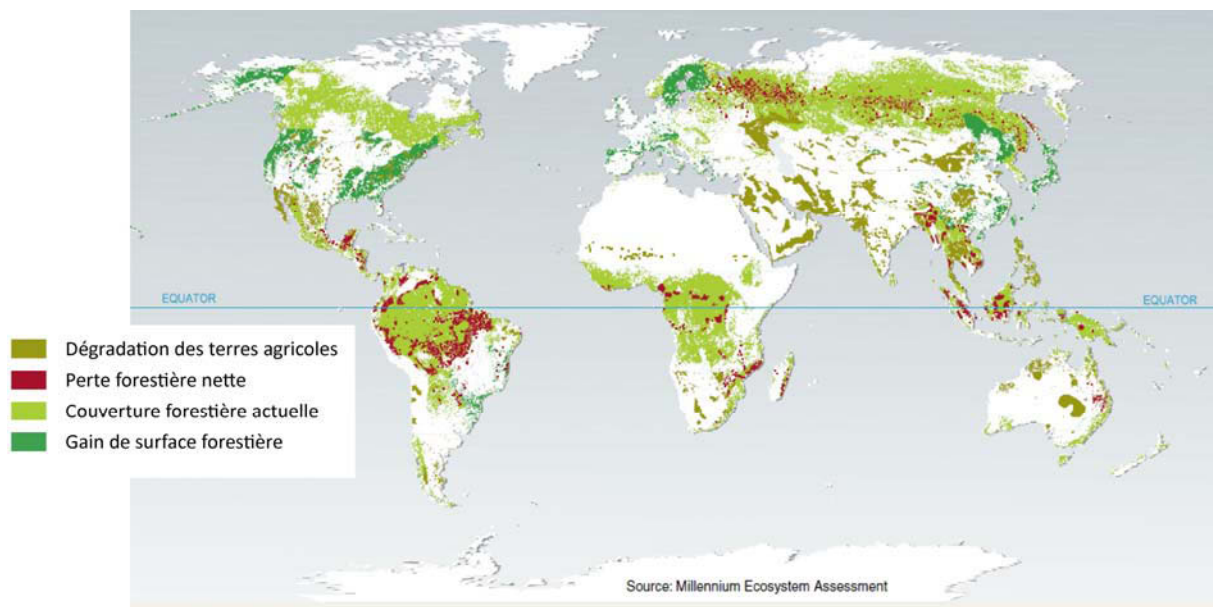 EQUATOR
EQUATOR
Dégradation des terres agricoles
Perte forestière nette
Couverture forestière actuelle
Gain de surface forestière
Source: Millennium Ecosystem Assessment